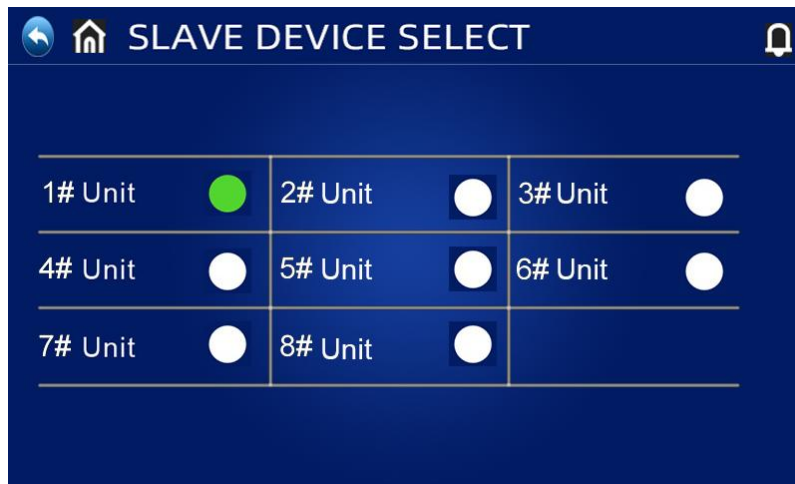 SLAVE DEVICE SELECT
1# Unit 2# Unit 3# Unit
4# Unit 5# Unit 6# Unit
7# Unit 8# Unit